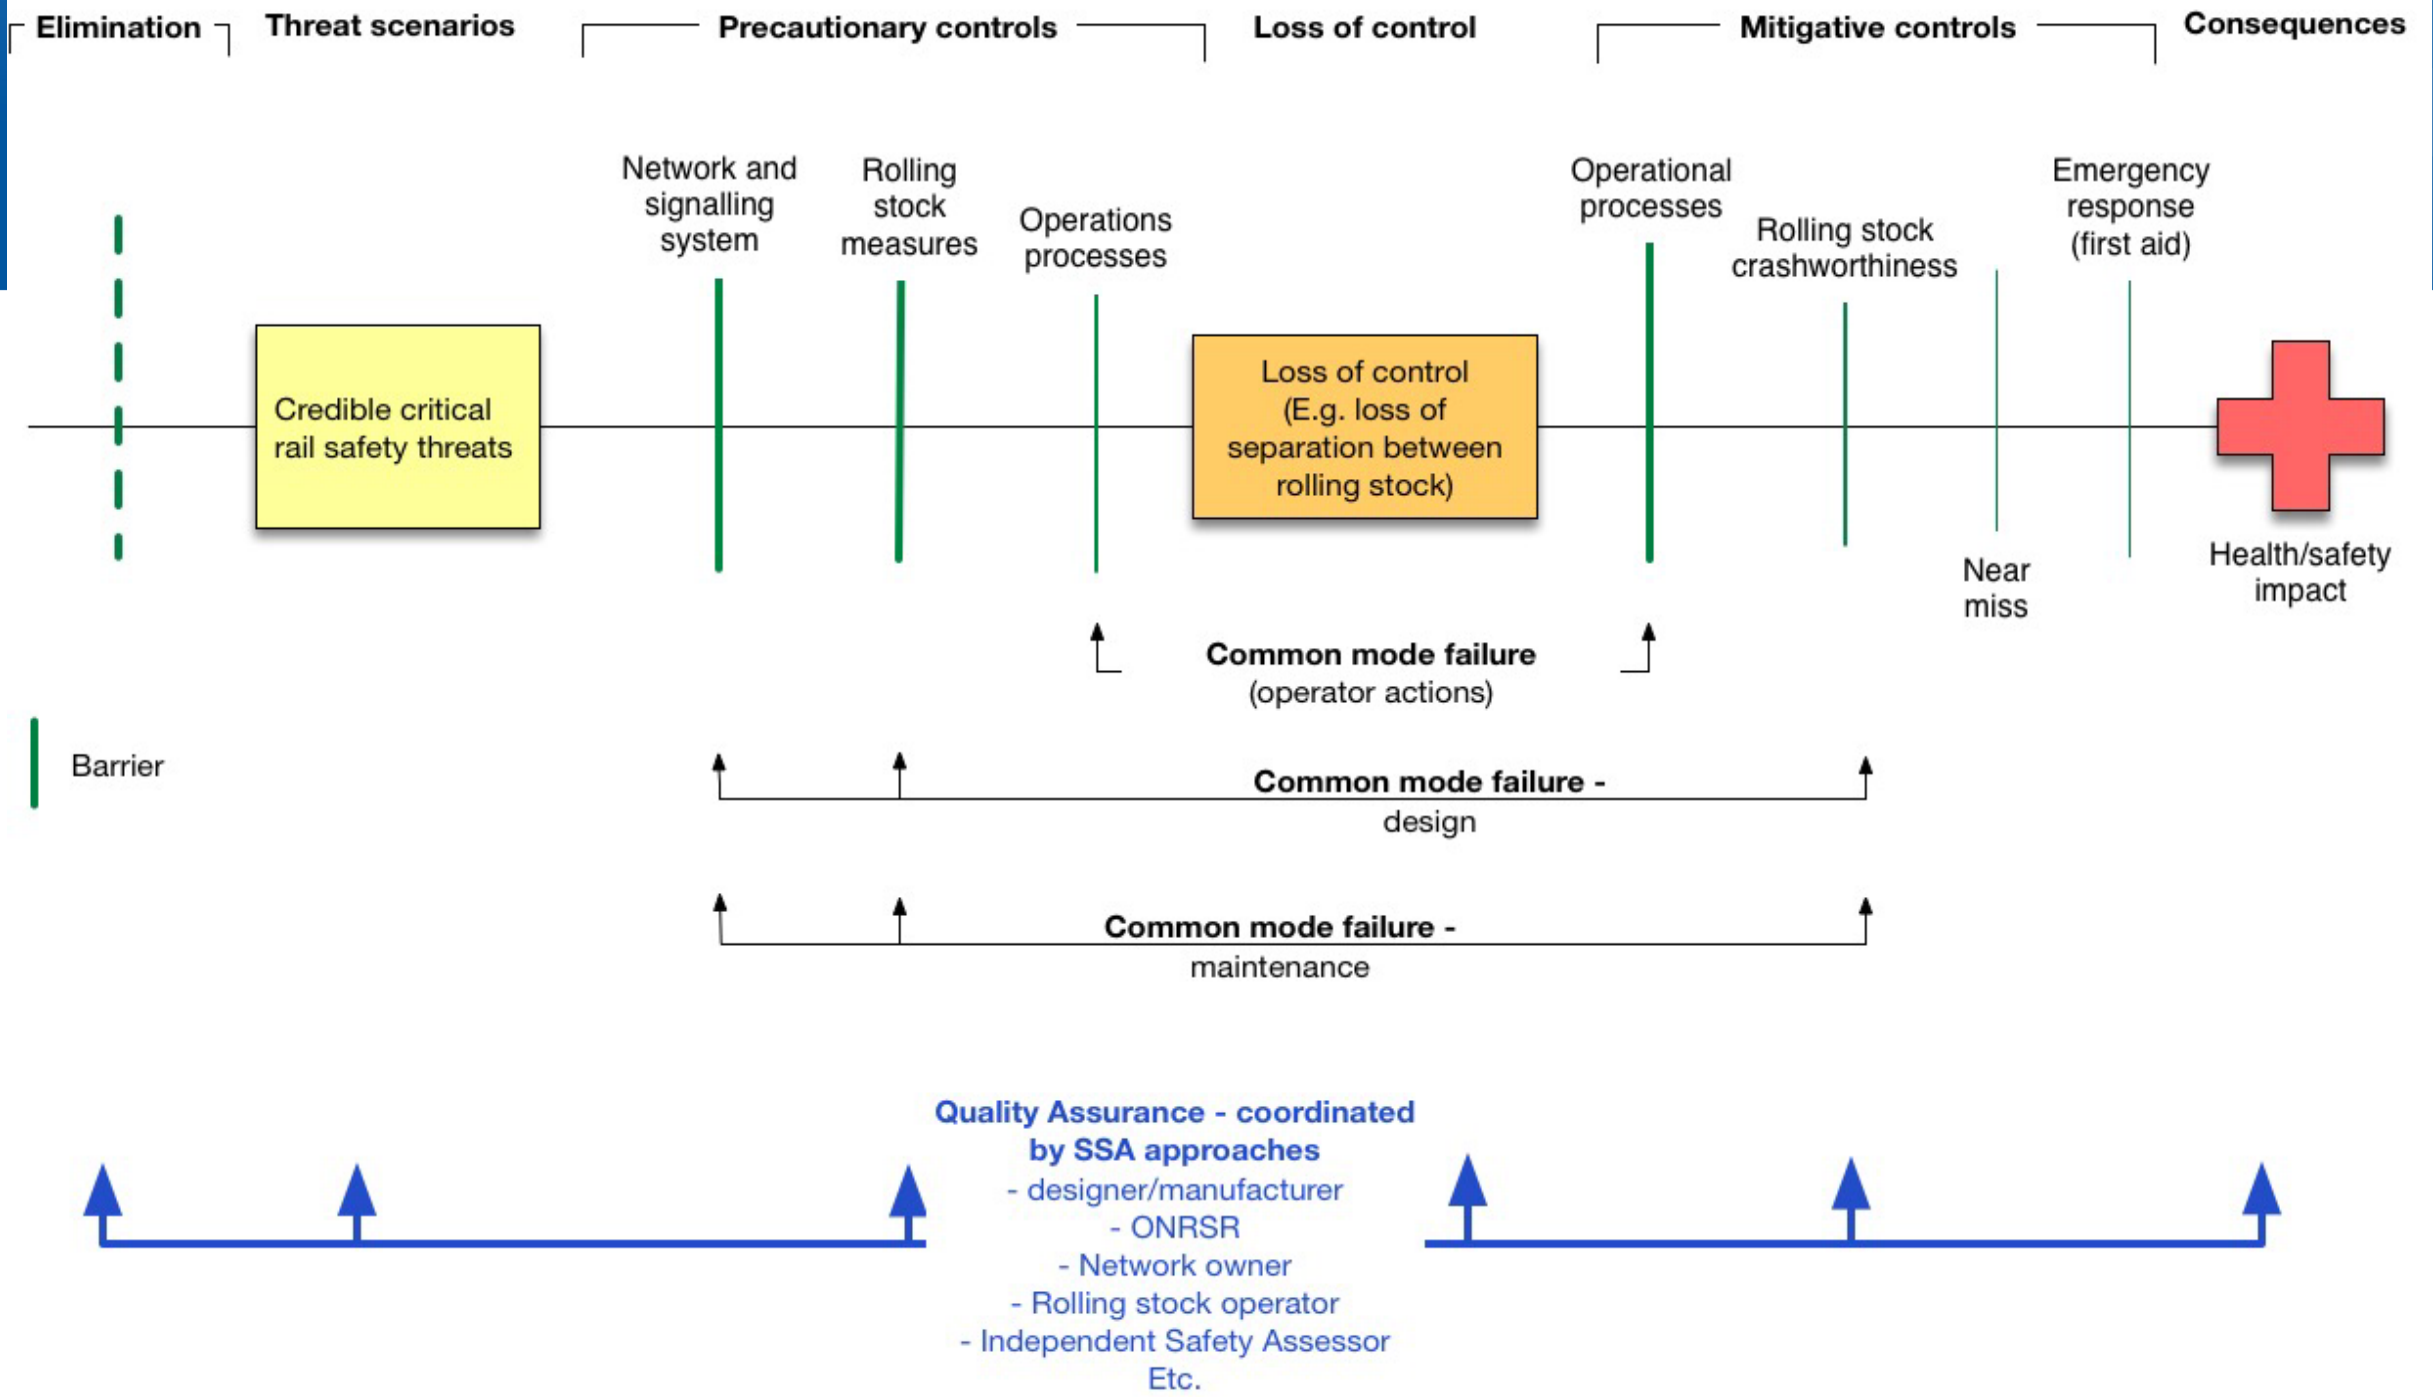 Elimination
Threat scenarios
Precautionary controls
Loss of control
Mitigative controls
Consequences
Network and
signalling
system
Rolling
stock
measures
Operations
processes
Operational
processes
Rolling stock
crashworthiness
Emergency
response
(first aid)
Credible critical
rail safety threats
Loss of control
(E.g. loss of
separation between
rolling stock)
Near
miss
Health/safety
impact
Common mode failure
(operator actions)
Barrier
Common mode failure -
design
Common mode failure -
maintenance
Quality Assurance - coordinated
by SSA approaches
- designer/manufacturer
- ONRSR
- Network owner
- Rolling stock operator
- Independent Safety Assessor
Etc.